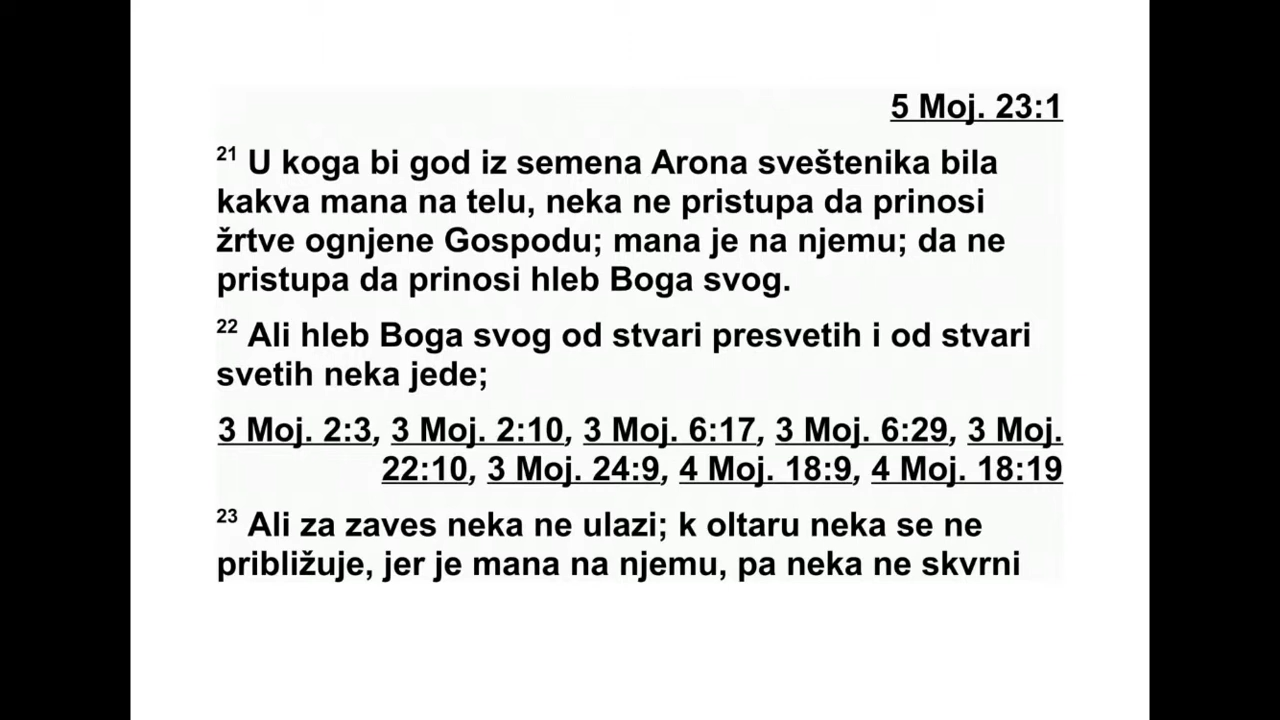 5 Moj. 23:1
21 U koga bi god iz semena Arona sveštenika bila
kakva mana na telu, neka ne pristupa da prinosi
žrtve ognjene Gospodu; mana je na njemu; da ne
pristupa da prinosi hleb Boga svog.
22 Ali hleb Boga svog od stvari presvetih i od stvari
svetih neka jede;
3 Moj. 2:3, 3 Moj. 2:10, 3 Moj. 6:17, 3 Moj. 6:29, 3 Moj.
22:10, 3 Moj. 24:9, 4 Moj. 18:9, 4 Moj. 18:19
23 Ali za zaves neka ne ulazi; k oltaru neka se ne
približuje, jer je mana na njemu, pa neka ne skvrni